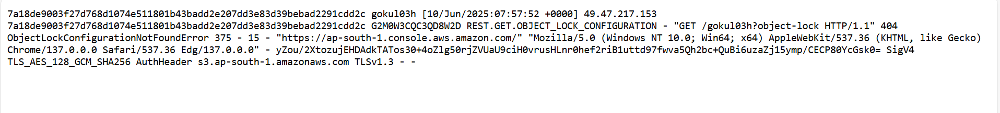 7a18de9003f27d768d1074e511801b43badd2e207dd3e83d39bebad2291cdd2c gokul03h [10/Jun/2025:07:57:52 +0000] 49.47.217.153
7a18de9003f27d768d1074e511801b43badd2e207dd3e83d39bebad2291cdd2c G2M0W3CQC3QD8W2D REST.GET.OBJECT_LOCK_CONFIGURATION - "GET /gokul03h?object-lock HTTP/1.1" 404
ObjectLockConfigurationNotFoundError 375 - 15 - "https://ap-south-1.console.aws.amazon.com/" "Mozilla/5.0 (Windows NT 10.0; Win64; x64) AppleWebKit/537.36 (KHTML, like Gecko)
Chrome/137.0.0.0 Safari/537.36 Edg/137.0.0.0" - yZou/2XtozujEHDAdkTATos30+4oZlg50rjZVUaU9ciH0vrusHLnr0hef2riB1uttd97fwva5Qh2bc+QuBi6uzaZj15ymp/CECP80YcGsk0= SigV4
TLS_AES_128_GCM_SHA256 AuthHeader s3.ap-south-1.amazonaws.com TLSv1.3 - -